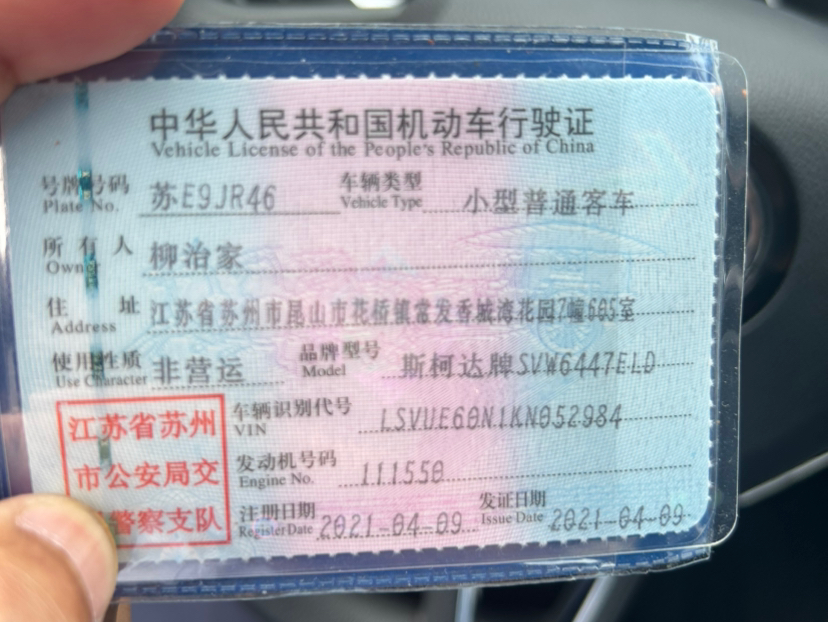 中华人民共和国机动车行驶证
Vehicle License of the People's Republic of China
号牌号码 苏E9JR46 车辆类型 小型普通客车
Plate No. Vehicle Type
所有人 柳治家
Owner
住址 江苏省苏州市昆山市花桥镇常发香城湾花园7幢605室
Address
使用性质 非营运 品牌型号 斯柯达牌SVW6447ELD
Use Character Model
江苏省苏州
市公安局交
警察支队
车辆识别代号 LSVUE60N1KN052984
VIN
发动机号码 111550
Engine No.
注册日期 2021-04-09 发证日期 2021-04-09
Register Date Issue Date